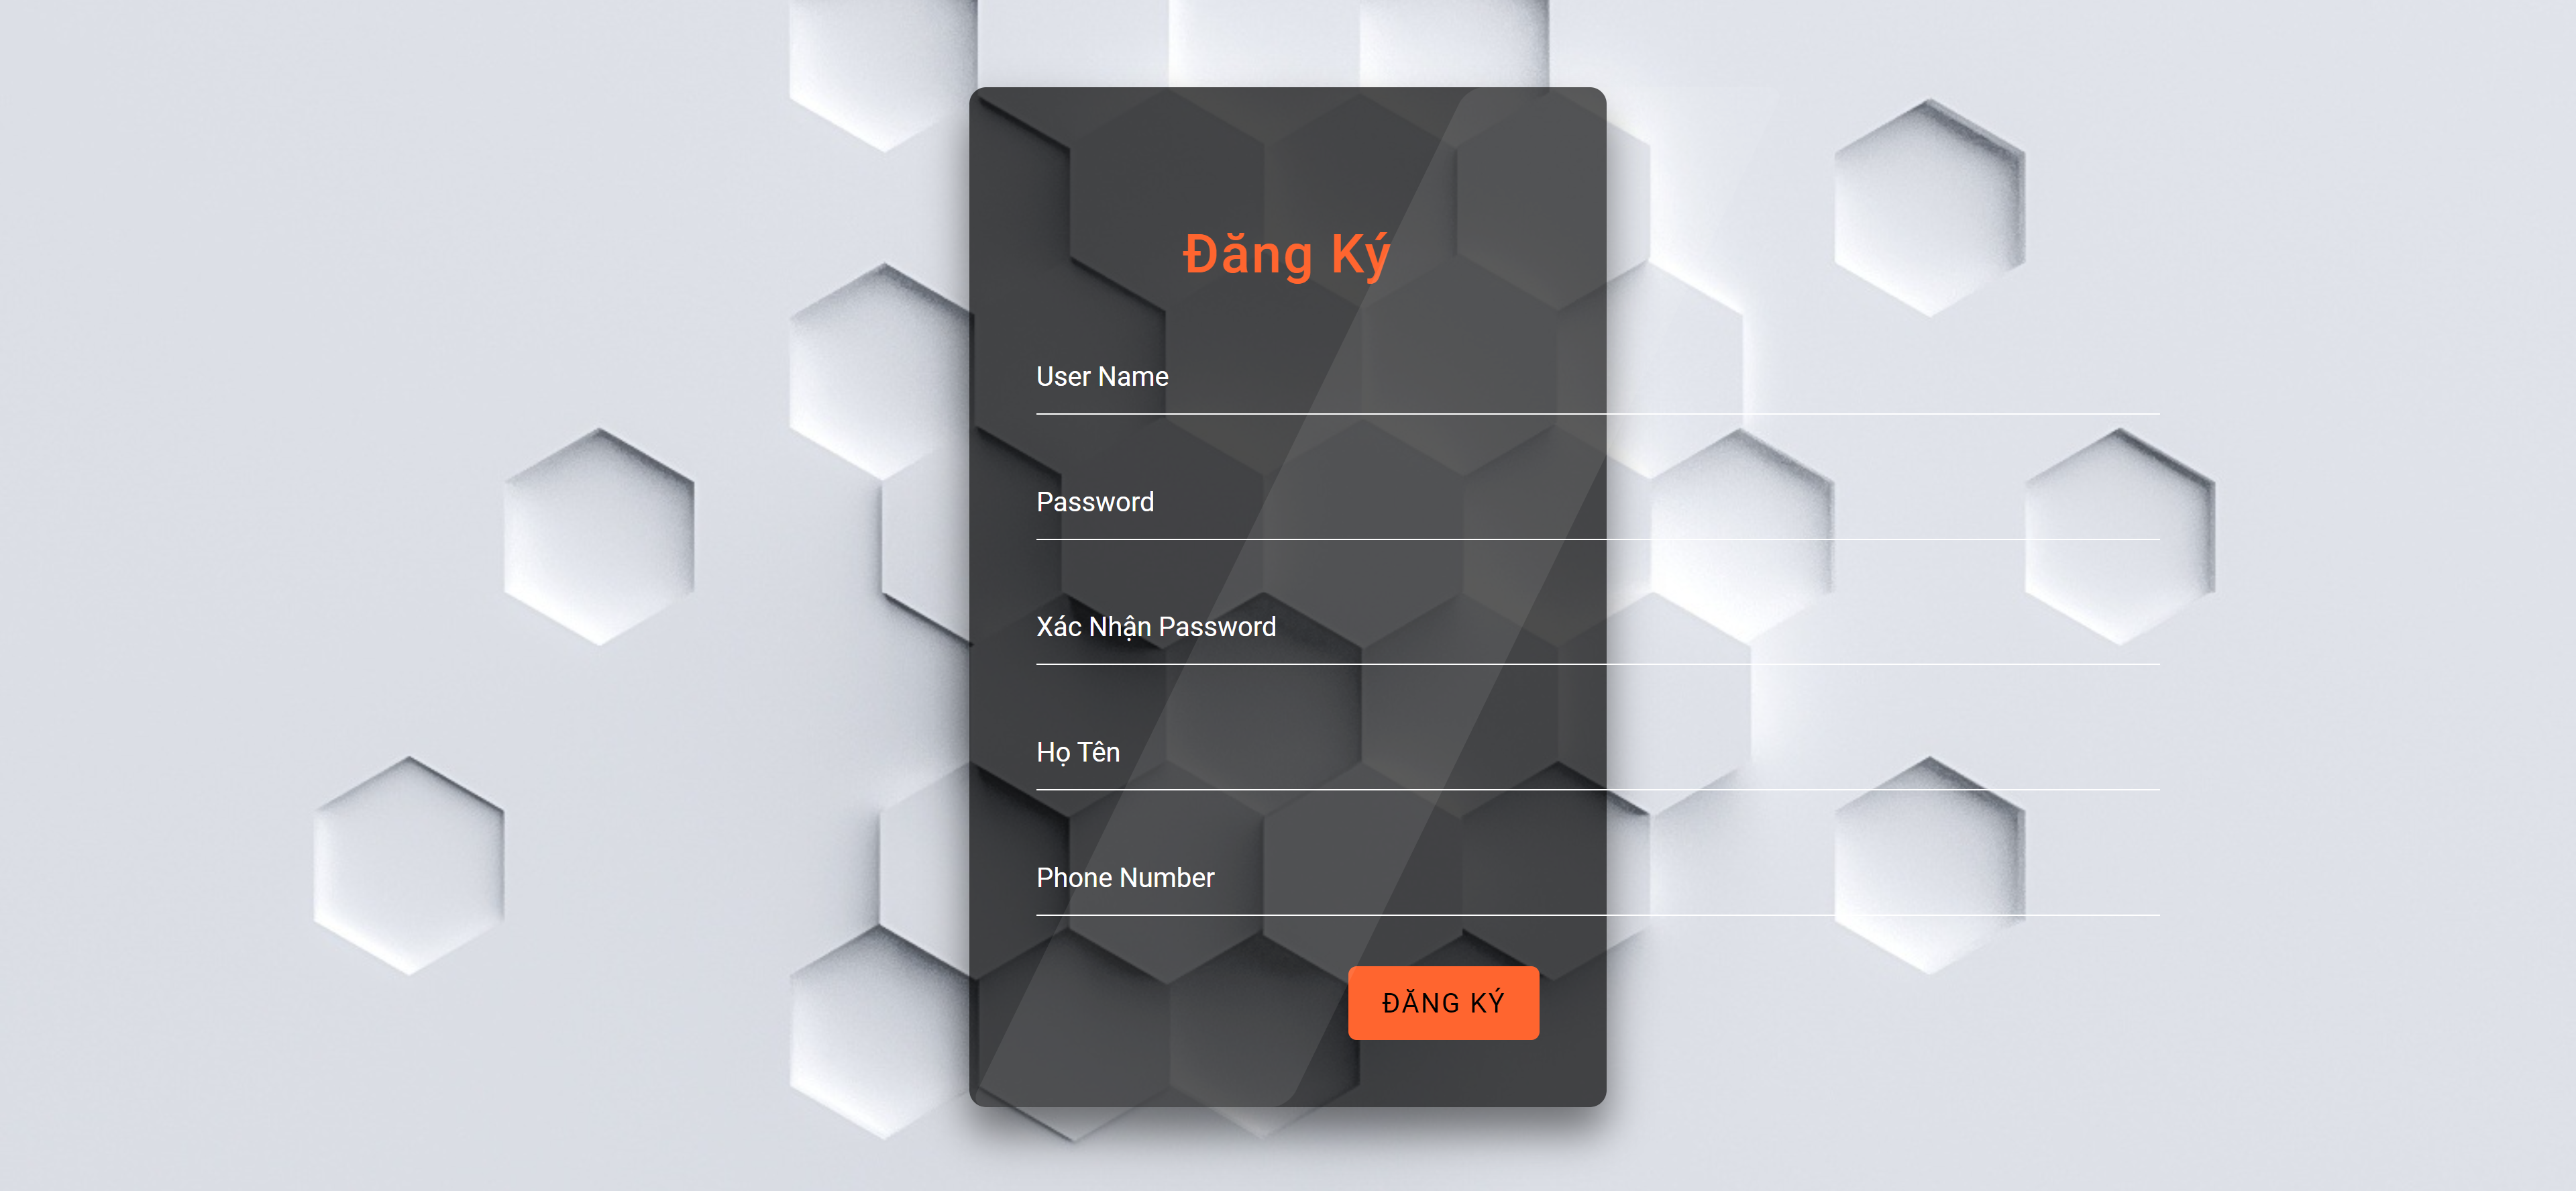 Đăng Ký
User Name
Password
Xác Nhận Password
Họ Tên
Phone Number
ĐĂNG KÝ